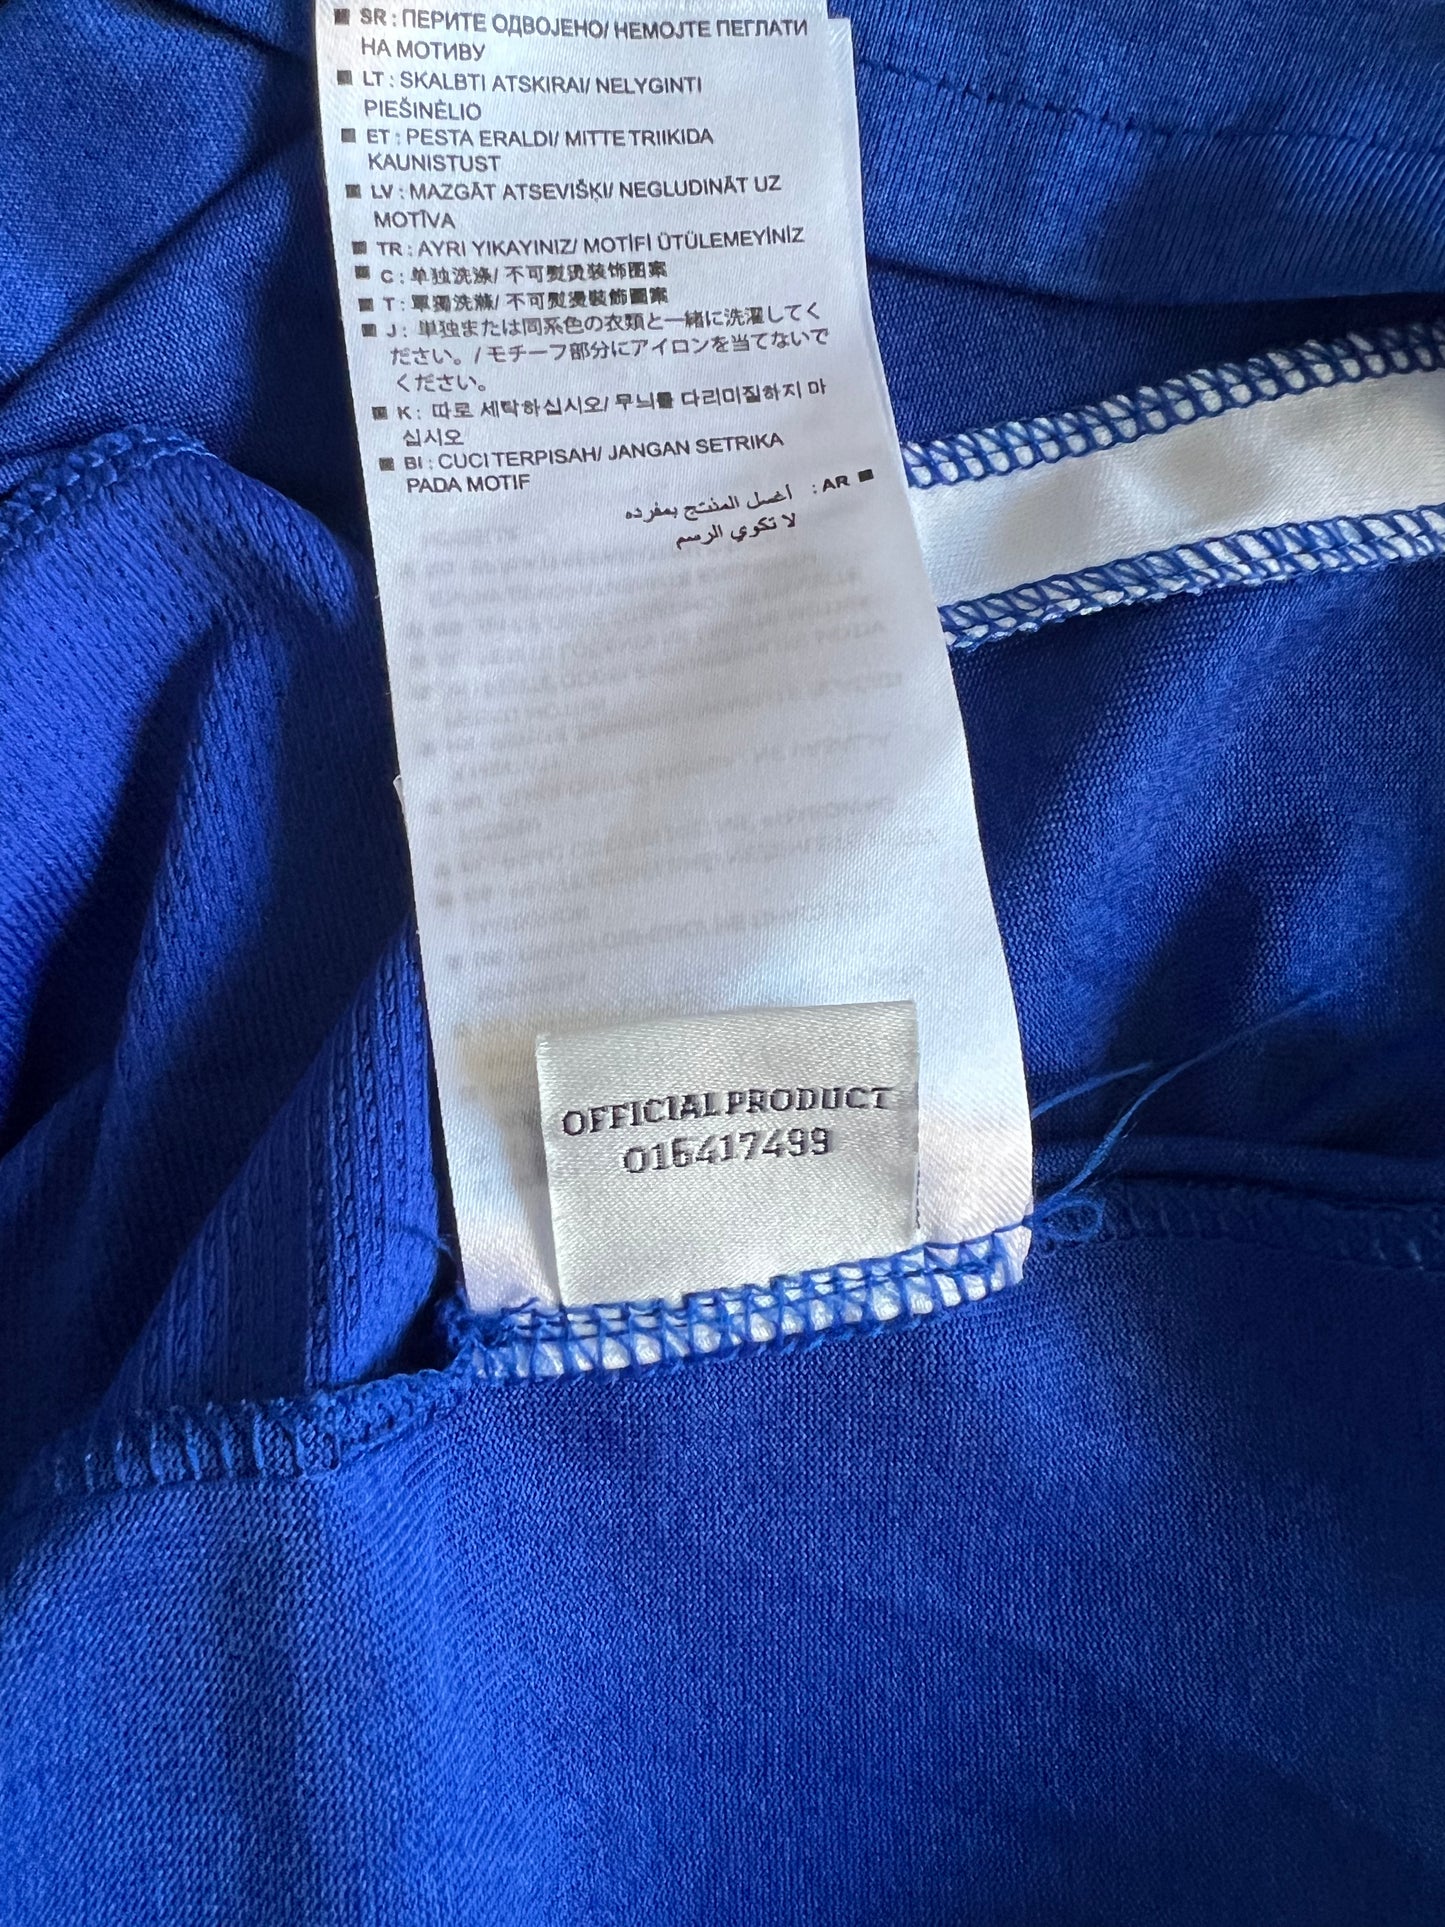 SR : ПЕРИТЕ ОДВОЈЕНО/ НЕМОЈТЕ ПЕГЛАТИ
НА МОТИВУ
LT : SKALBTI ATSKIRAI/ NELYGINTI
PIEŠINĖLIO
ET : PESTA ERALDI/ MITTE TRIIKIDA
KAUNISTUST
LV : MAZGĀT ATSEVIŠĶI/ NEGLUDINĀT UZ
MOTĪVA
TR : AYRI YIKAYINIZ/ MOTİFİ ÜTÜLEMEYİNİZ
C : 单独洗涤/ 不可熨烫装饰图案
T : 單獨洗滌/ 不可熨燙裝飾圖案
J : 単独または同系色の衣類と一緒に洗濯してく
ださい。/ モチーフ部分にアイロンを当てないで
ください。
K : 따로 세탁하십시오/ 무늬를 다리미질하지 마
십시오
BI : CUCI TERPISAH/ JANGAN SETRIKA
PADA MOTIF
AR : أغسل المنتج بمفرده
لا تكوي الرسم
OFFICIAL PRODUCT
016417499